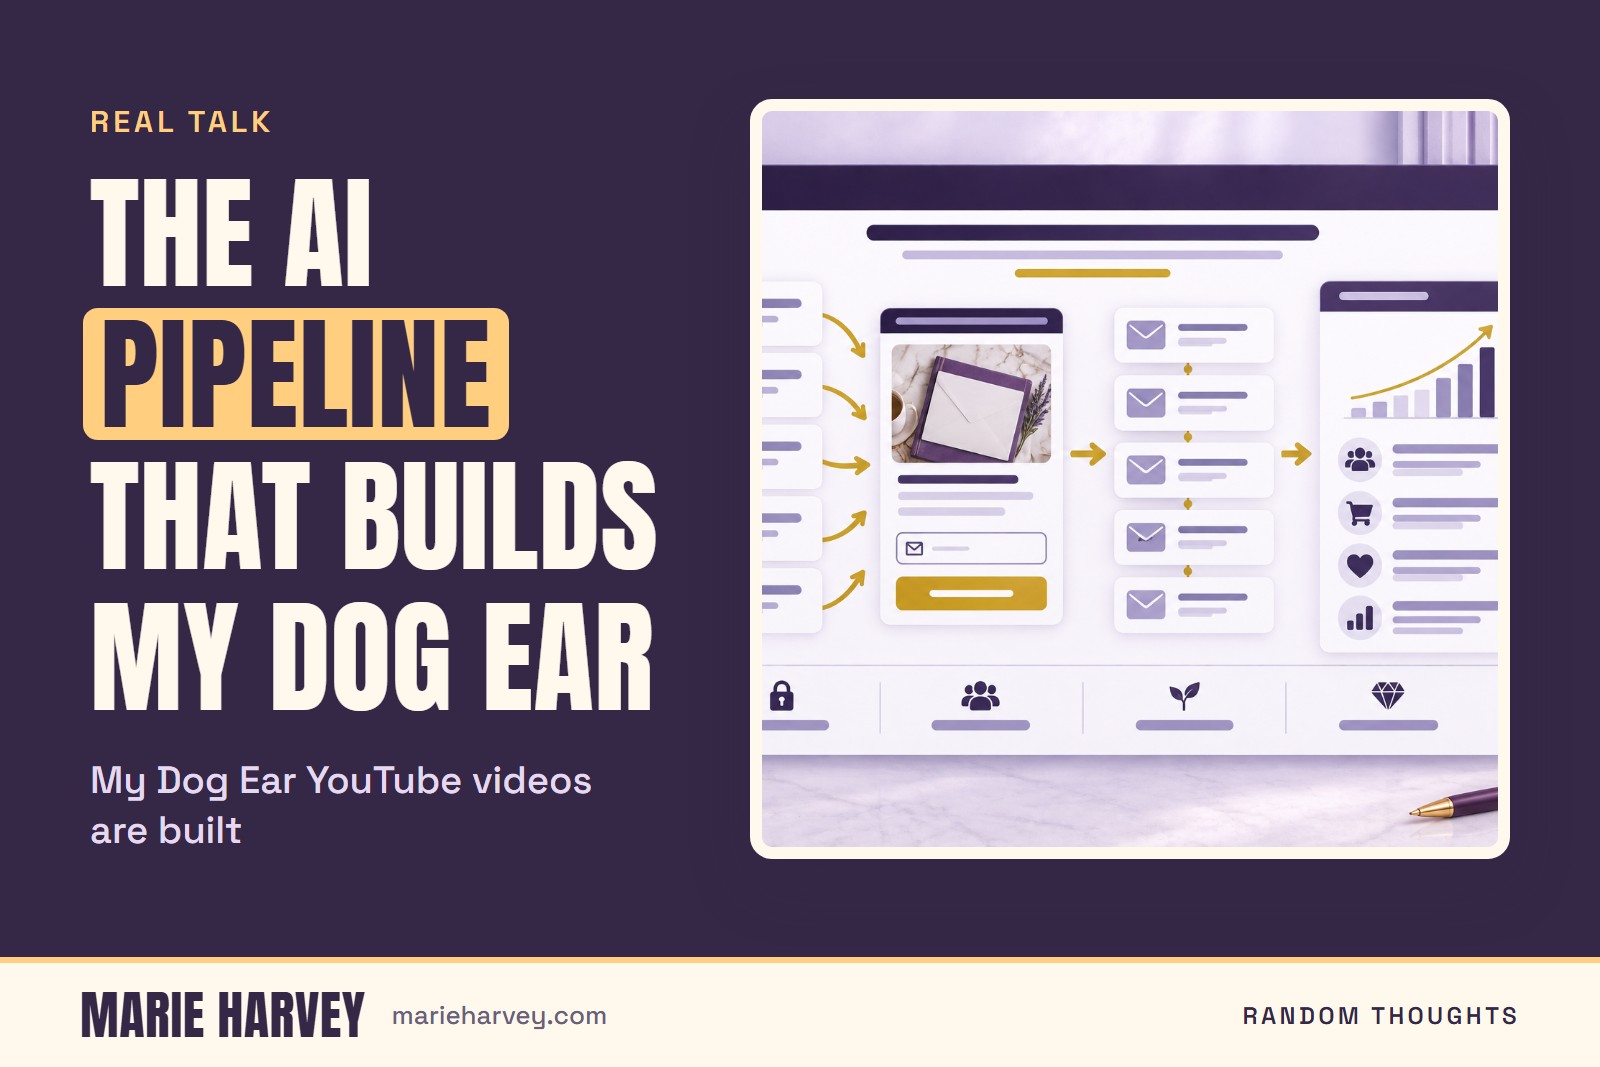 REAL TALK
THE AI
PIPELINE
THAT BUILDS
MY DOG EAR
My Dog Ear YouTube videos
are built
MARIE HARVEY
marieharvey.com
RANDOM THOUGHTS